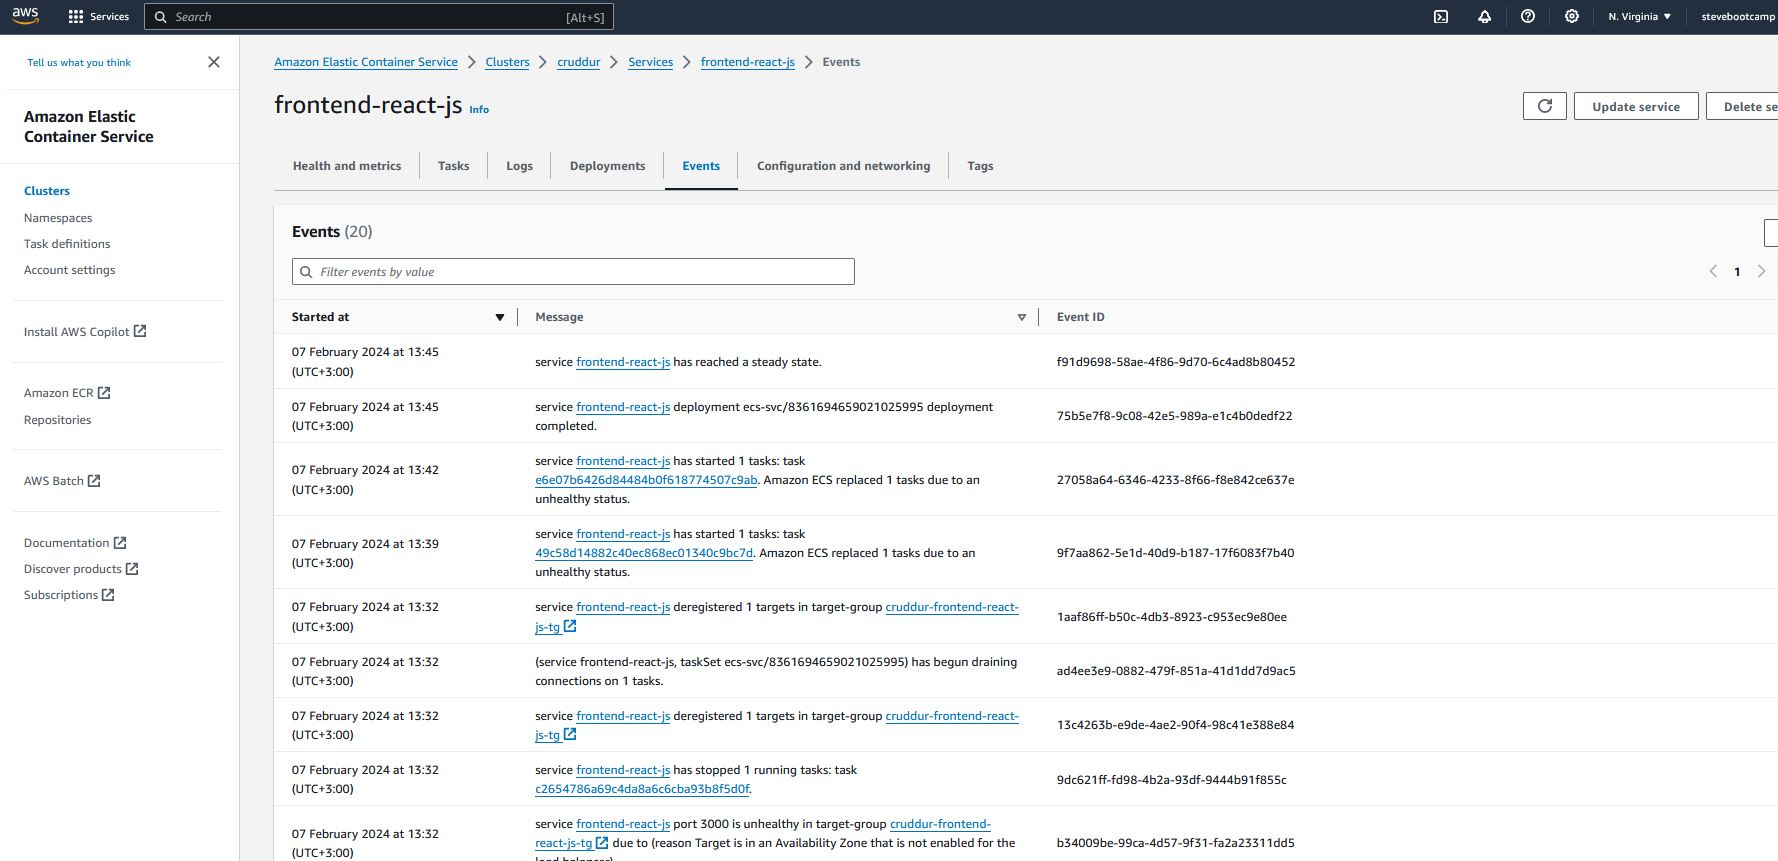 aws
Services
Search
[Alt+S]
N. Virginia
stevebootcamp
Tell us what you think
Amazon Elastic
Container Service
Clusters
Namespaces
Task definitions
Account settings
Install AWS Copilot
Amazon ECR
Repositories
AWS Batch
Documentation
Discover products
Subscriptions
Amazon Elastic Container Service > Clusters > cruddur > Services > frontend-react-js > Events
frontend-react-js Info
Update service
Delete se
Health and metrics
Tasks
Logs
Deployments
Events
Configuration and networking
Tags
Events (20)
Filter events by value
1
Started at
Message
Event ID
07 February 2024 at 13:45
(UTC+3:00)
service frontend-react-js has reached a steady state.
f91d9698-58ae-4f86-9d70-6c4ad8b80452
07 February 2024 at 13:45
(UTC+3:00)
service frontend-react-js deployment ecs-svc/8361694659021025995 deployment
completed.
75b5e7f8-9c08-42e5-989a-e1c4b0dedf22
07 February 2024 at 13:42
(UTC+3:00)
service frontend-react-js has started 1 tasks: task
e6e07b6426d84484b0f618774507c9ab. Amazon ECS replaced 1 tasks due to an
unhealthy status.
27058a64-6346-4233-8f66-f8e842ce637e
07 February 2024 at 13:39
(UTC+3:00)
service frontend-react-js has started 1 tasks: task
49c58d14882c40ec868ec01340c9bc7d. Amazon ECS replaced 1 tasks due to an
unhealthy status.
9f7aa862-5e1d-40d9-b187-17f6083f7b40
07 February 2024 at 13:32
(UTC+3:00)
service frontend-react-js deregistered 1 targets in target-group cruddur-frontend-react-
js-tg
1aaf86ff-b50c-4db3-8923-c953ec9e80ee
07 February 2024 at 13:32
(UTC+3:00)
(service frontend-react-js, taskSet ecs-svc/8361694659021025995) has begun draining
connections on 1 tasks.
ad4ee3e9-0882-479f-851a-41d1dd7d9ac5
07 February 2024 at 13:32
(UTC+3:00)
service frontend-react-js deregistered 1 targets in target-group cruddur-frontend-react-
js-tg
13c4263b-e9de-4ae2-90f4-98c41e388e84
07 February 2024 at 13:32
(UTC+3:00)
service frontend-react-js has stopped 1 running tasks: task
c2654786a69c4da8a6c6cba93b8f5d0f.
9dc621ff-fd98-4b2a-93df-9444b91f855c
07 February 2024 at 13:32
(UTC+3:00)
service frontend-react-js port 3000 is unhealthy in target-group cruddur-frontend-
react-js-tg due to (reason Target is in an Availability Zone that is not enabled for the
b34009be-99ca-4d57-9f31-fa2a23311dd5